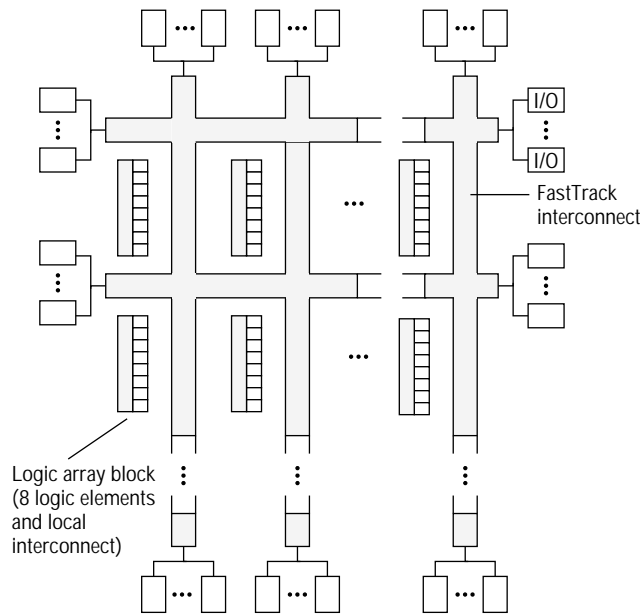 I/O
I/O
FastTrack
interconnect
Logic array block
(8 logic elements
and local
interconnect)